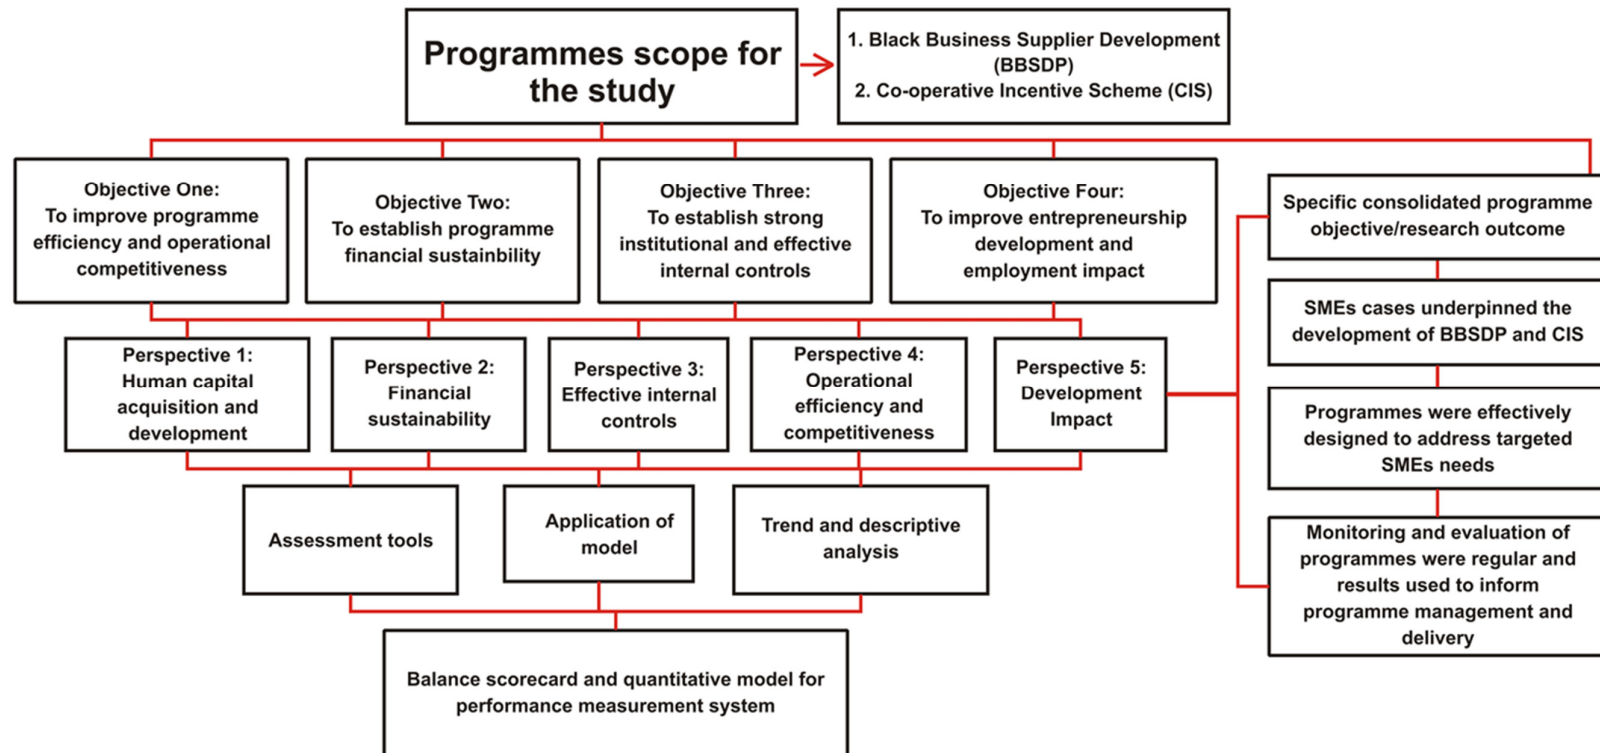 Programmes scope for
the study
1. Black Business Supplier Development
(BBSDP)
2. Co-operative Incentive Scheme (CIS)
Objective One:
To improve programme
efficiency and operational
competitiveness
Objective Two:
To establish programme
financial sustainbility
Objective Three:
To establish strong
institutional and effective
internal controls
Objective Four:
To improve entrepreneurship
development and
employment impact
Specific consolidated programme
objective/research outcome
SMEs cases underpinned the
development of BBSDP and CIS
Programmes were effectively
designed to address targeted
SMEs needs
Monitoring and evaluation of
programmes were regular and
results used to inform
programme management and
delivery
Perspective 1:
Human capital
acquisition and
development
Perspective 2:
Financial
sustainability
Perspective 3:
Effective internal
controls
Perspective 4:
Operational
efficiency and
competitiveness
Perspective 5:
Development
Impact
Assessment tools
Application of
model
Trend and descriptive
analysis
Balance scorecard and quantitative model for
performance measurement system